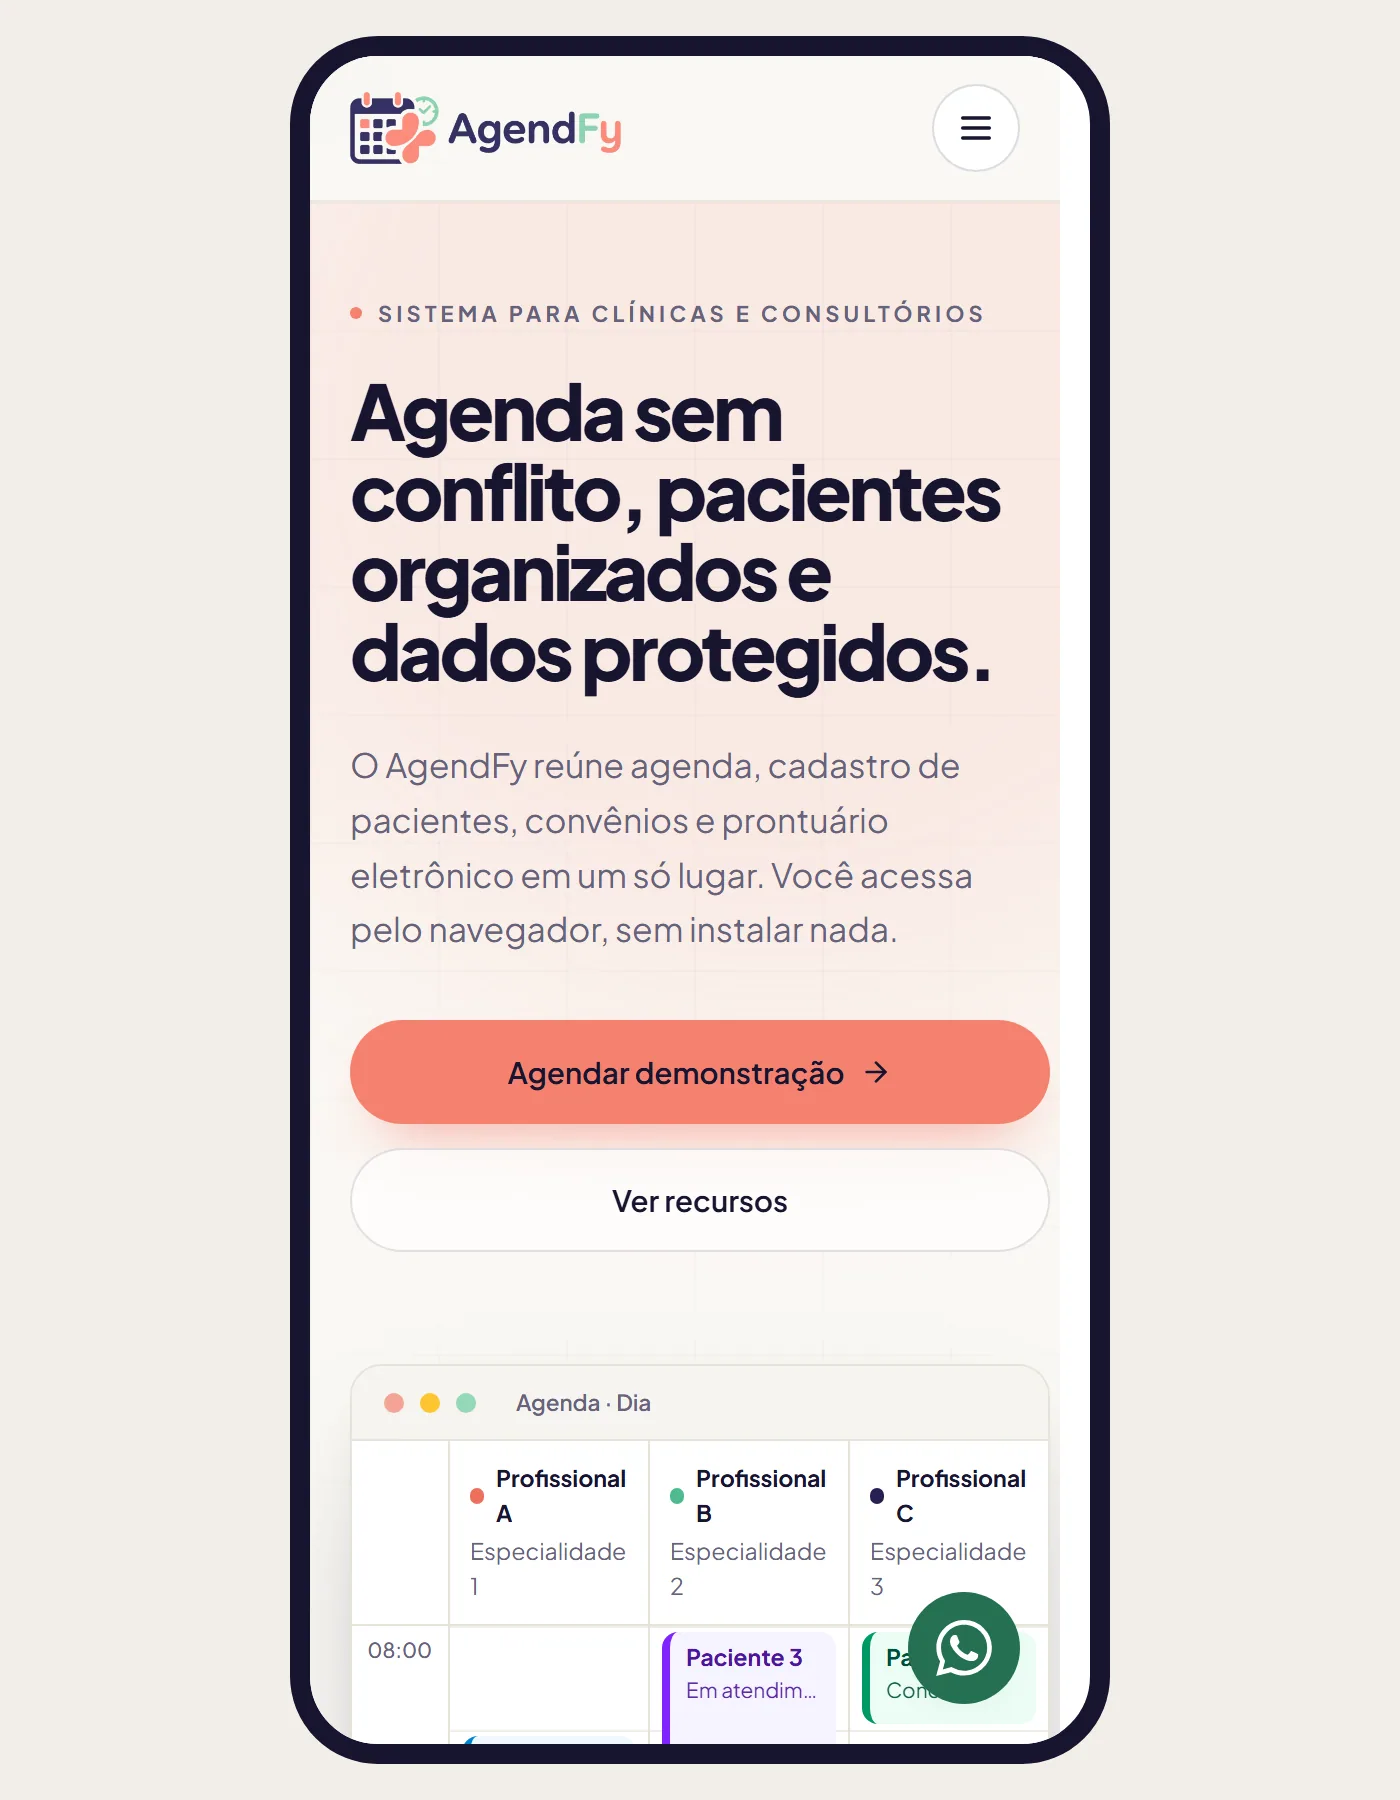 AgendFy
SISTEMA PARA CLÍNICAS E CONSULTÓRIOS
Agenda sem
conflito, pacientes
organizados e
dados protegidos.
O AgendFy reúne agenda, cadastro de
pacientes, convênios e prontuário
eletrônico em um só lugar. Você acessa
pelo navegador, sem instalar nada.
Agendar demonstração →
Ver recursos
Agenda · Dia
Profissional A
Especialidade 1
Profissional B
Especialidade 2
Profissional C
Especialidade 3
08:00
Paciente 3
Em atendim...